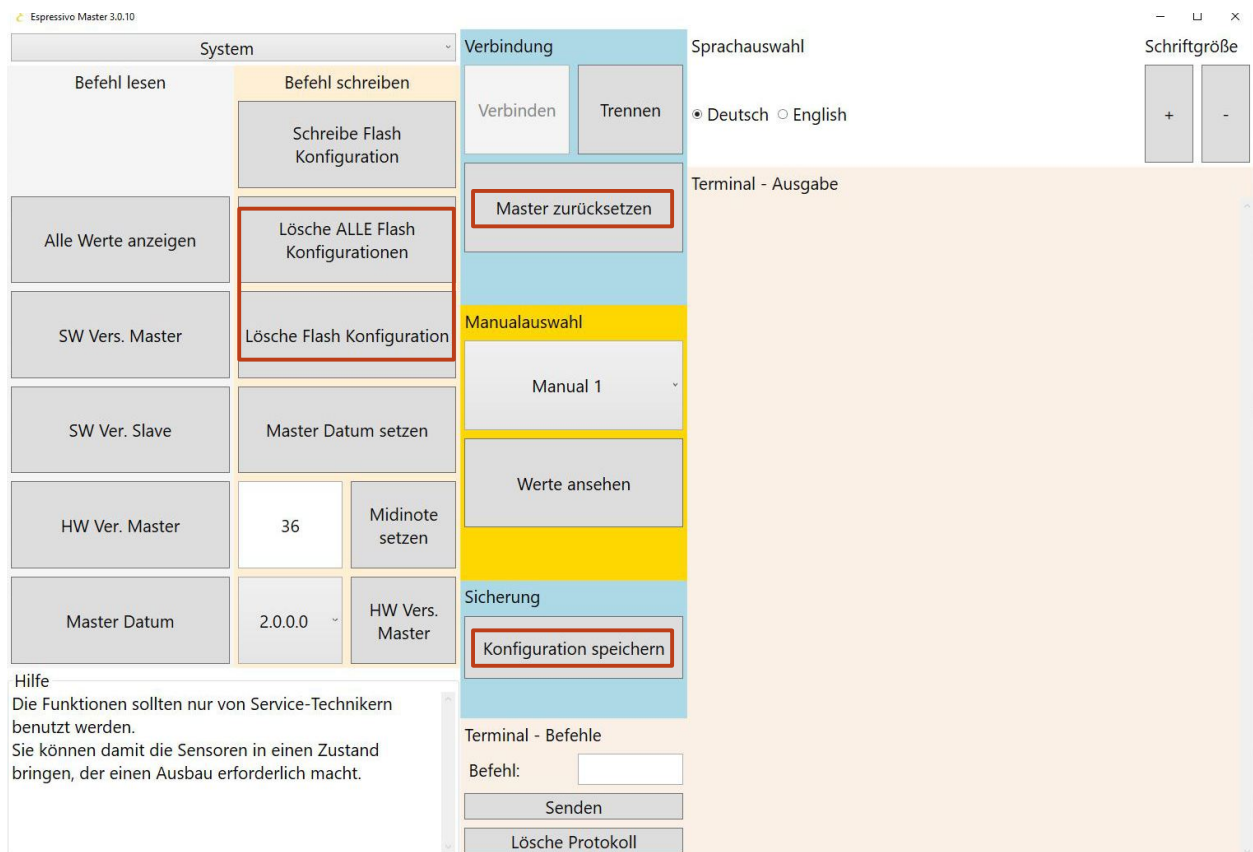 Espressivo Master 3.0.10
System
Befehl lesen
Befehl schreiben
Schreibe Flash
Konfiguration
Alle Werte anzeigen
Lösche ALLE Flash
Konfigurationen
SW Vers. Master
Lösche Flash Konfiguration
SW Ver. Slave
Master Datum setzen
HW Ver. Master
36
Midinote
setzen
Master Datum
2.0.0.0
HW Vers.
Master
Hilfe
Die Funktionen sollten nur von Service-Technikern
benutzt werden.
Sie können damit die Sensoren in einen Zustand
bringen, der einen Ausbau erforderlich macht.
Verbindung
Verbinden
Trennen
Master zurücksetzen
Manualauswahl
Manual 1
Werte ansehen
Sicherung
Konfiguration speichern
Terminal - Befehle
Befehl:
Senden
Lösche Protokoll
Sprachauswahl
Deutsch
English
Schriftgröße
+
-
Terminal - Ausgabe